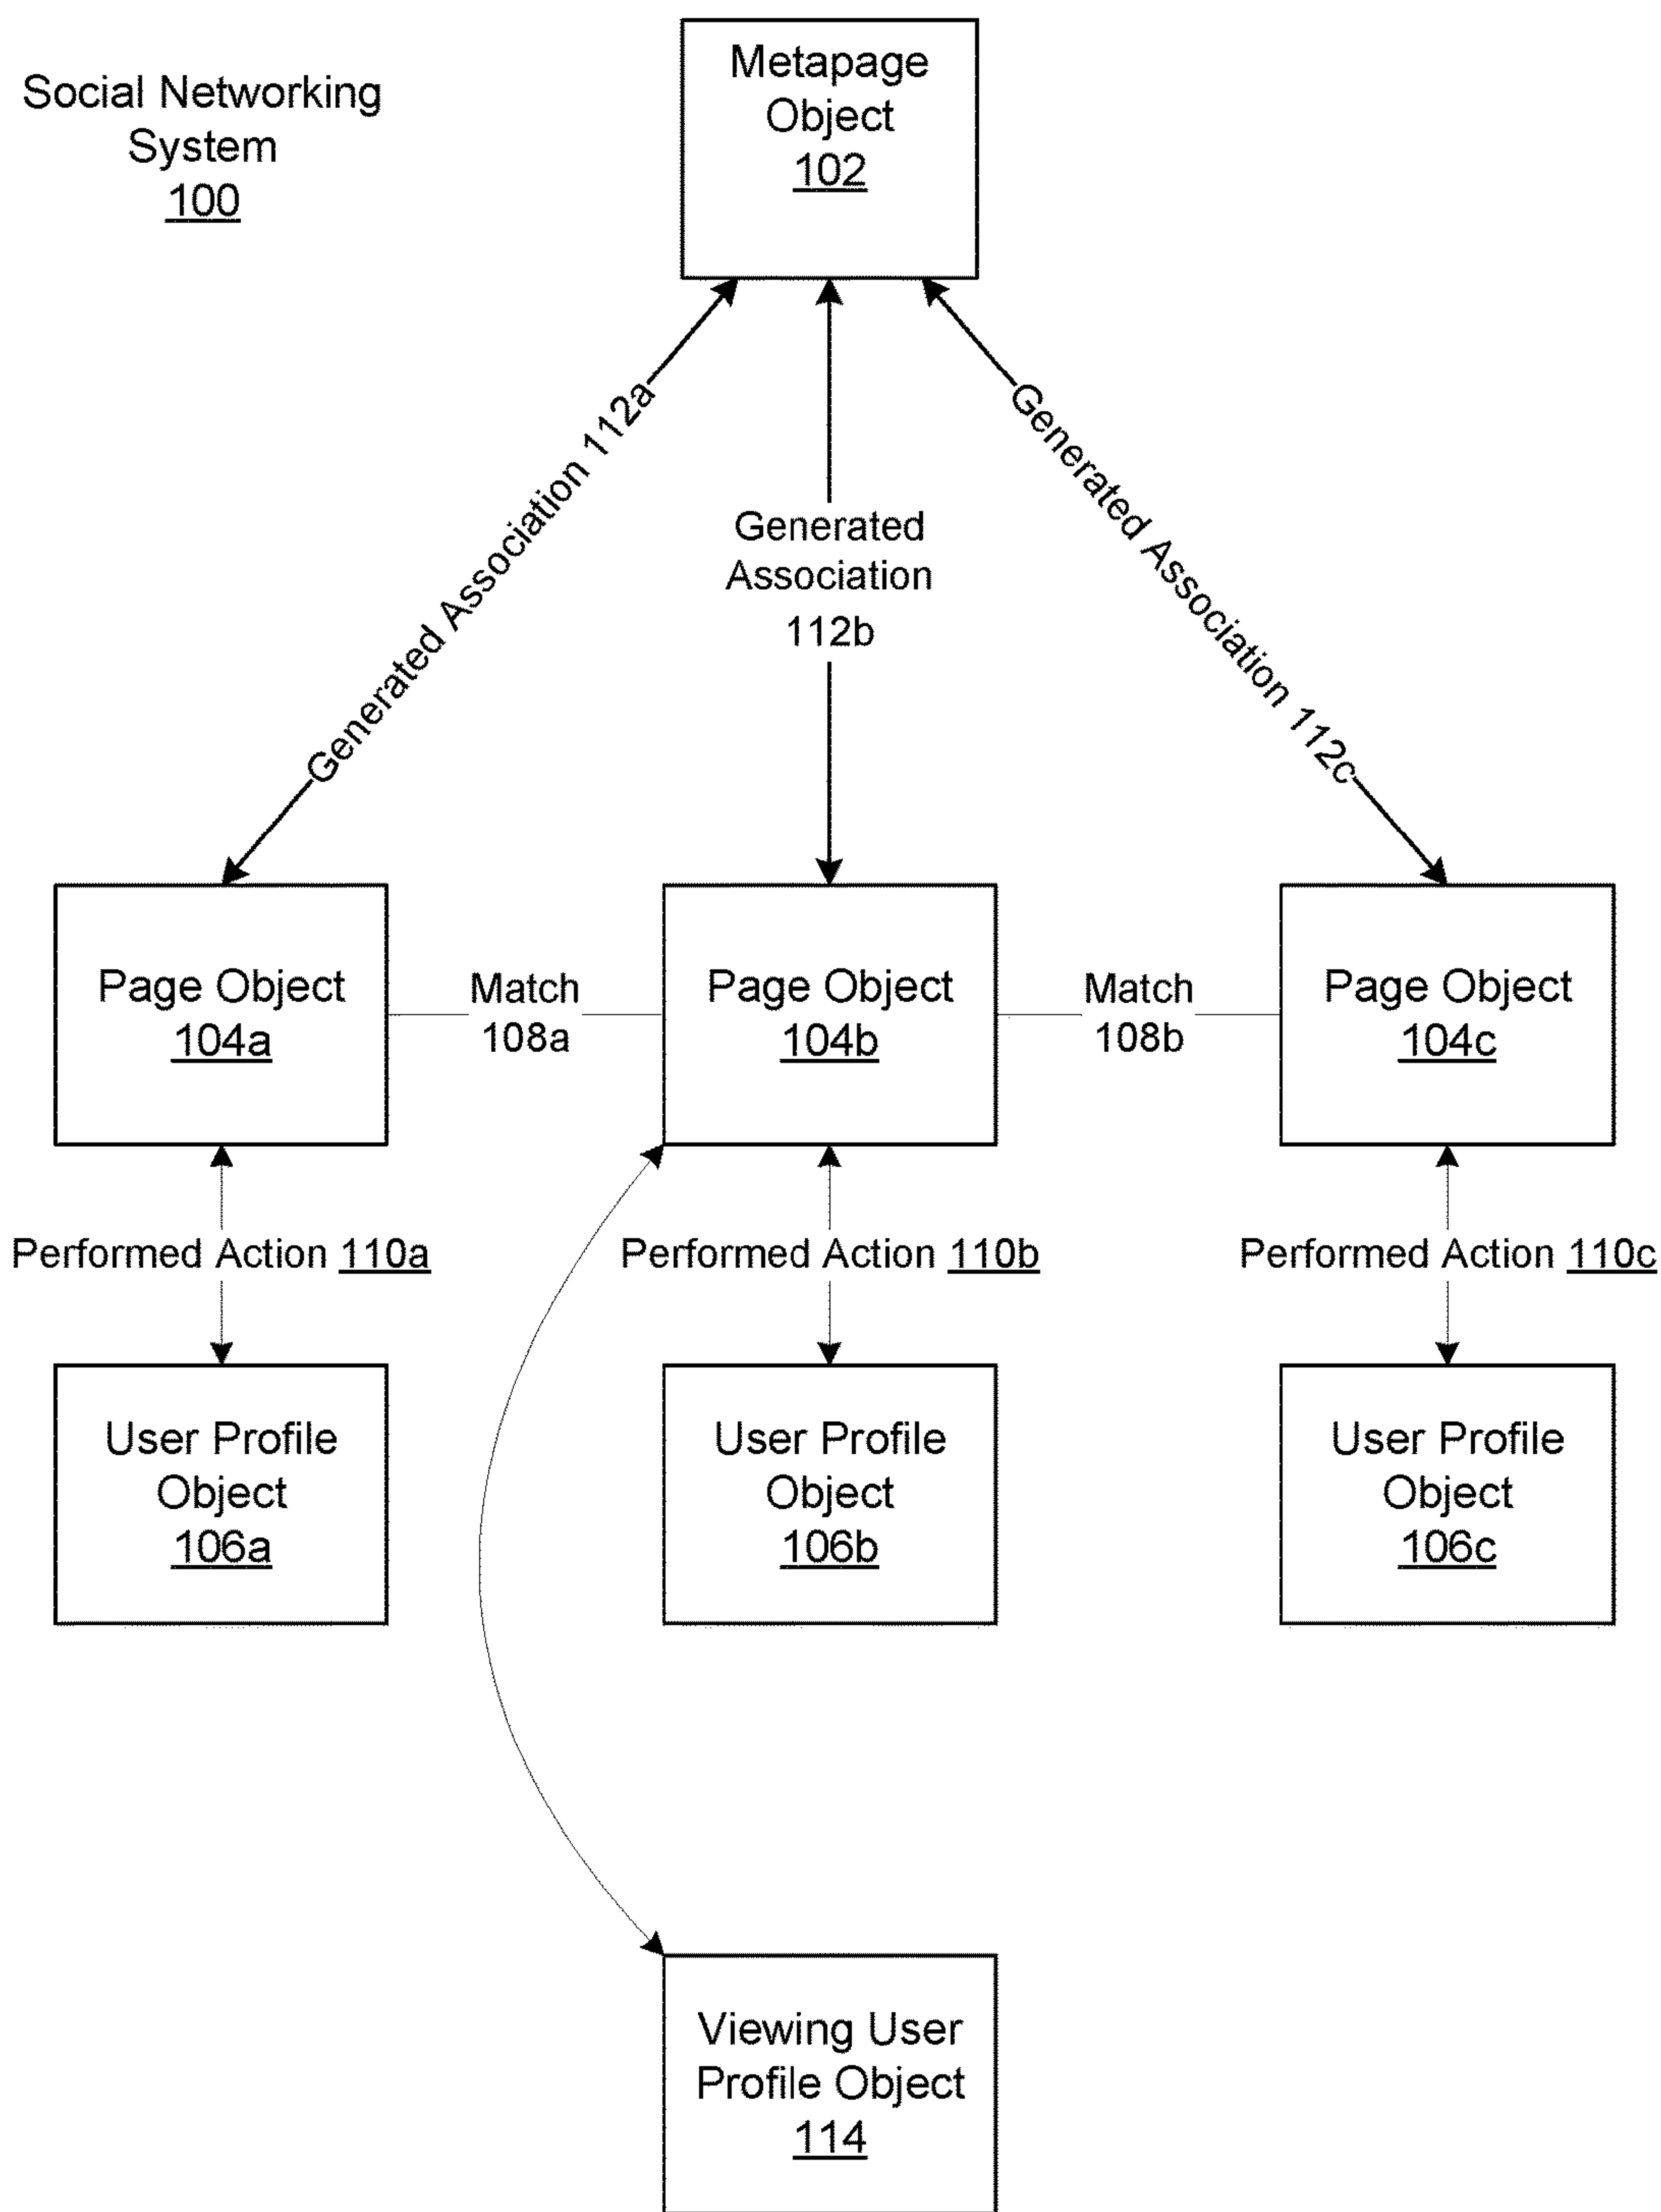 Social Networking
System
100
Metapage
Object
102
Generated Association 112a
Generated
Association
112b
Generated Association 112c
Page Object
104a
Match
108a
Page Object
104b
Match
108b
Page Object
104c
Performed Action 110a
Performed Action 110b
Performed Action 110c
User Profile
Object
106a
User Profile
Object
106b
User Profile
Object
106c
Viewing User
Profile Object
114